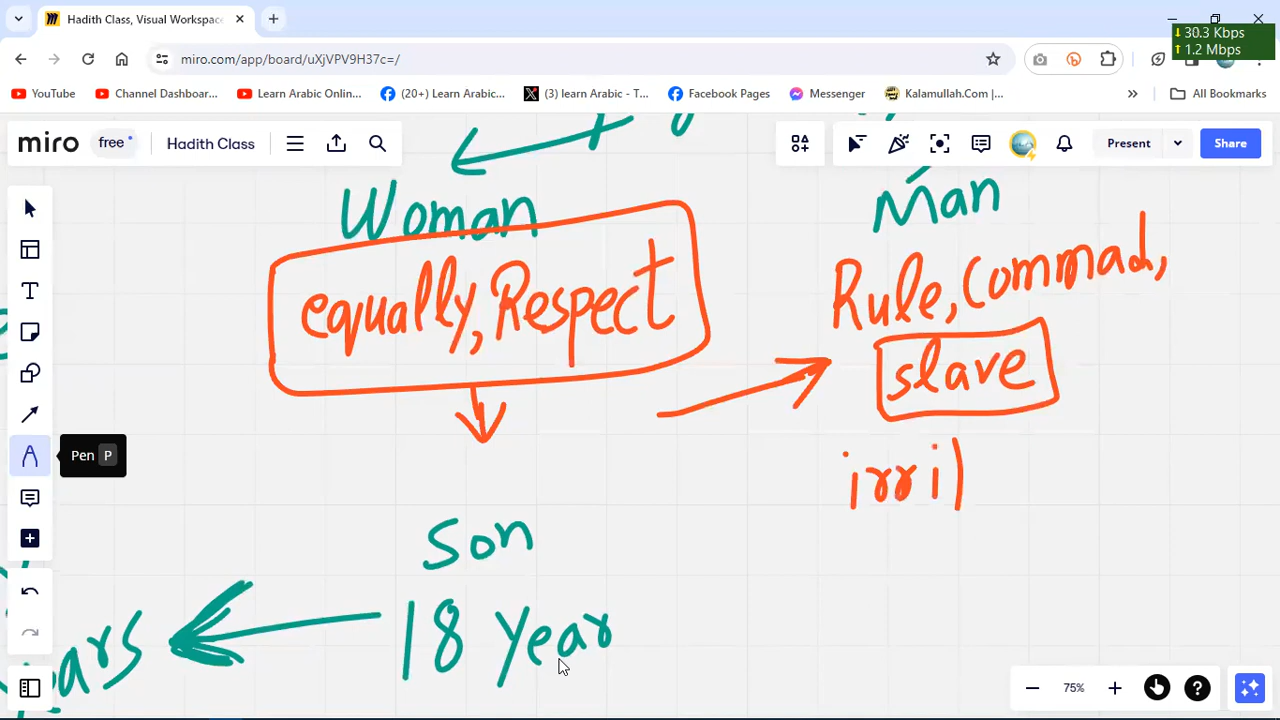 Hadith Class, Visual Workspace
30.3 Kbps
1.2 Mbps
miro.com/app/board/uXjVPV9H37c=/
YouTube
Channel Dashboar...
Learn Arabic Onlin...
(20+) Learn Arabic...
(3) learn Arabic - T...
Facebook Pages
Messenger
Kalamullah.Com |...
All Bookmarks
miro free Hadith Class
Present
Share
Woman
Man
equally, Respect
Rule, Commad,
slave
irril
Pen P
Son
18 Year
ears
75%